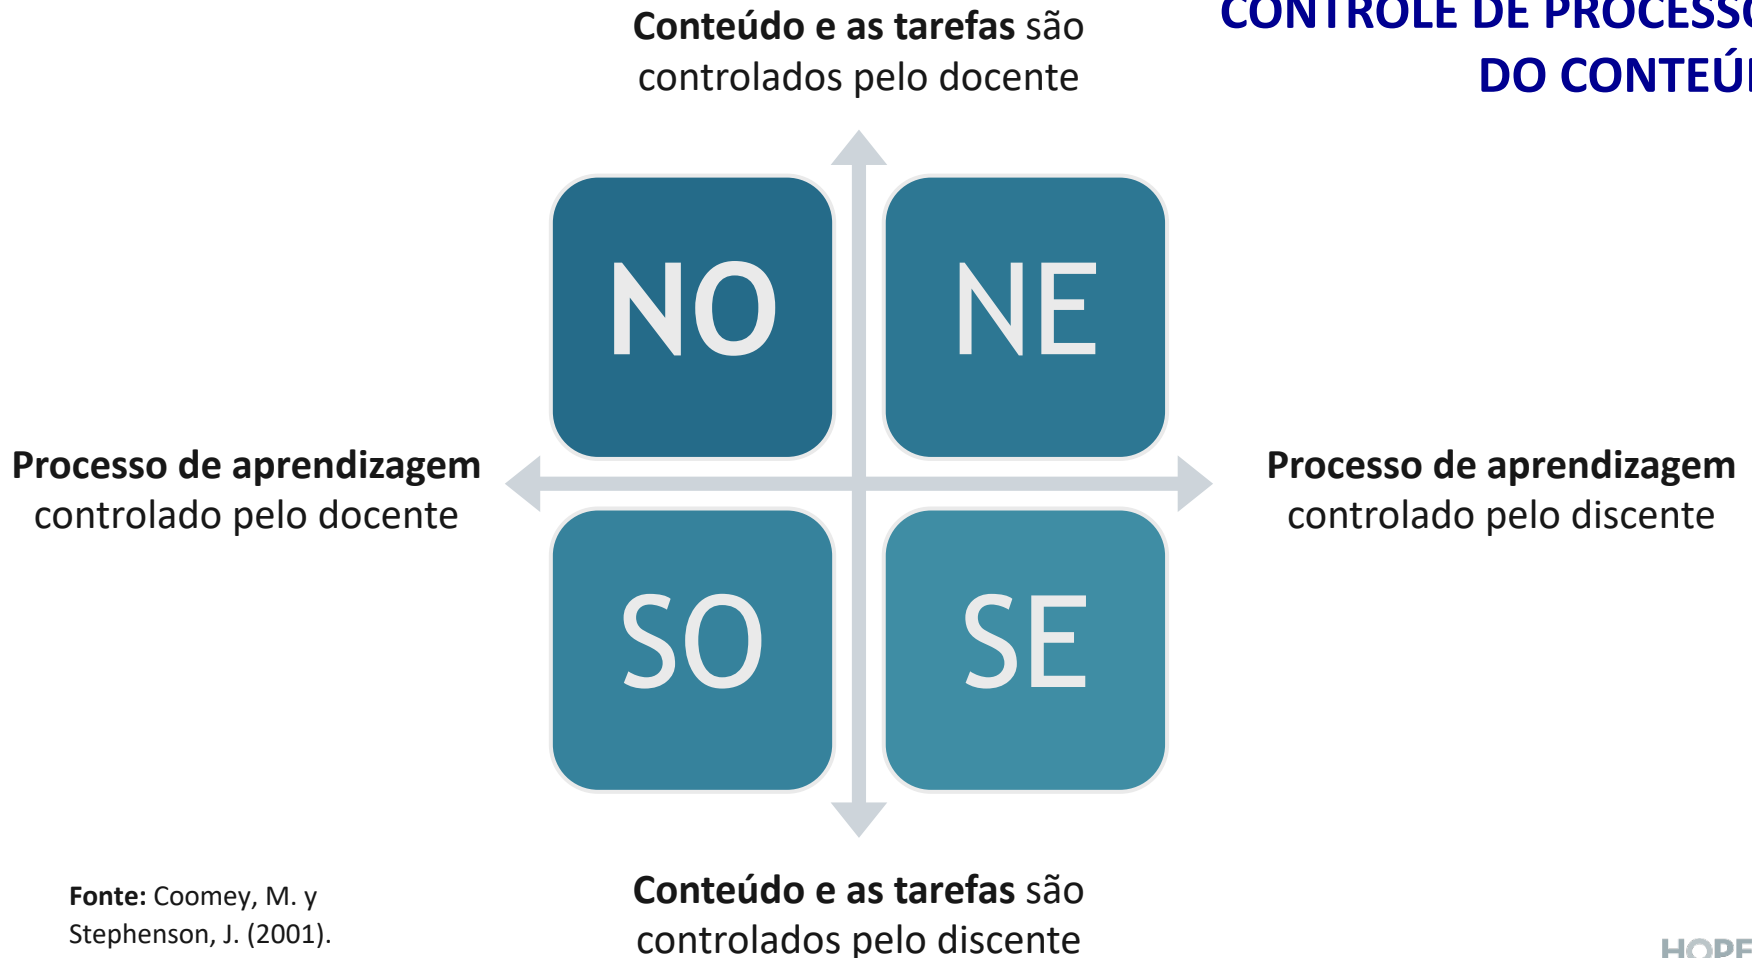 Conteúdo e as tarefas são
controlados pelo docente
CONTROLE DE PROCESSO
DO CONTEÚ
NO
NE
Processo de aprendizagem
controlado pelo docente
Processo de aprendizagem
controlado pelo discente
SO
SE
Fonte: Coomey, M. y
Stephenson, J. (2001).
Conteúdo e as tarefas são
controlados pelo discente
HOPE